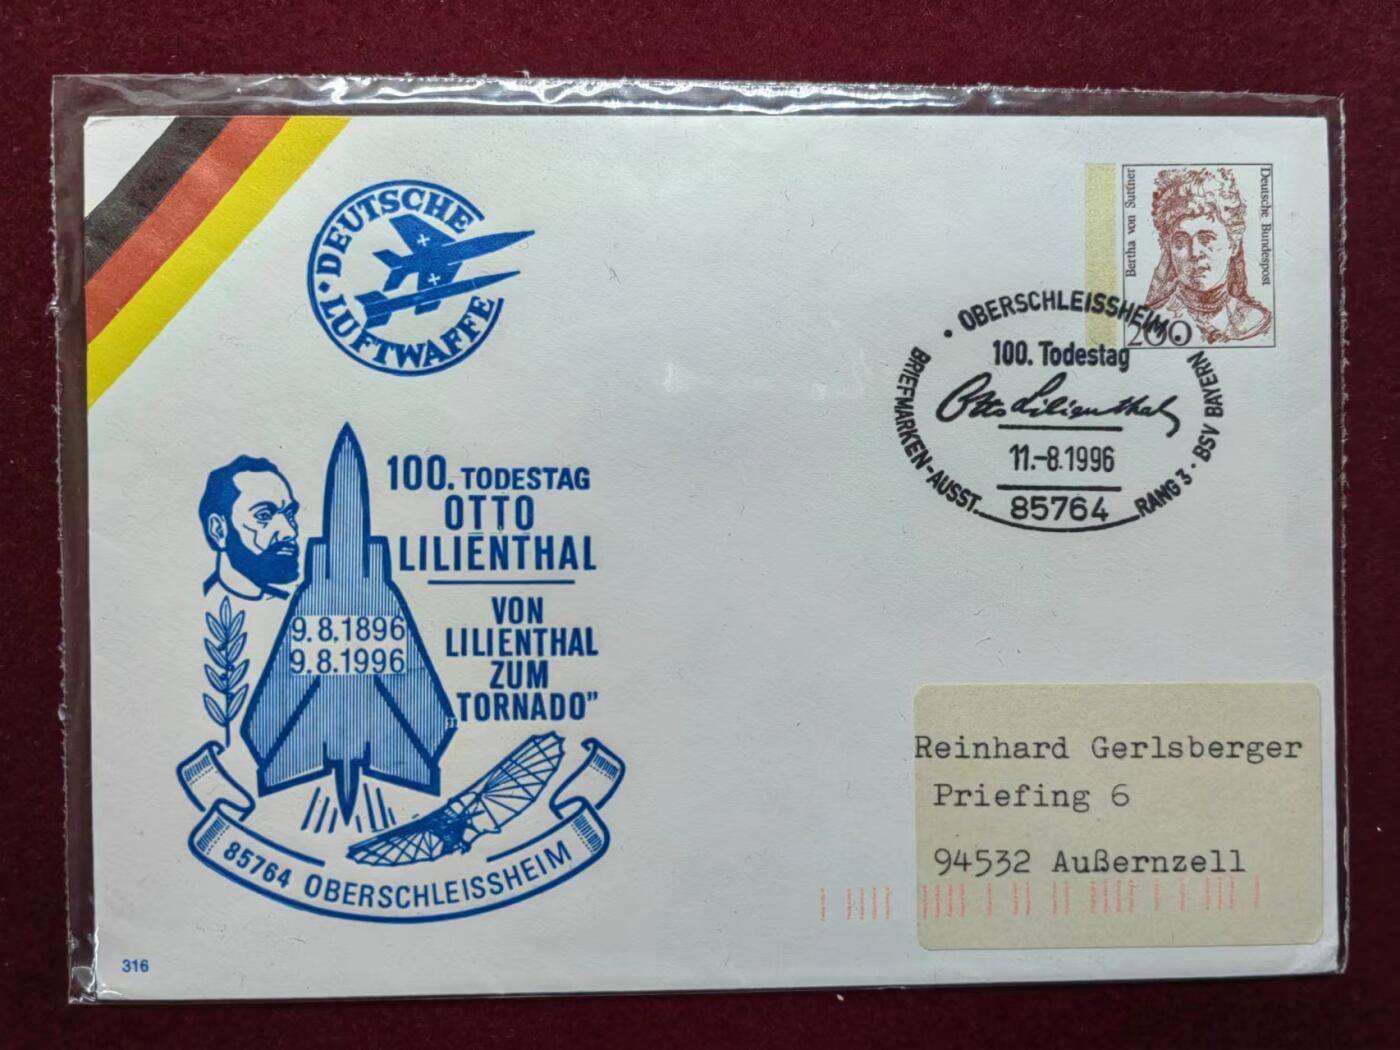 DEUTSCHE
LUFTWAFFE
100. TODESTAG
OTTO
LILIENTHAL
VON
LILIENTHAL
ZUM
„TORNADO”
9.8.1896
9.8.1996
85764 OBERSCHLEISSHEIM
316
Bertha von Suttner
Deutsche Bundespost
200
• OBERSCHLEISSHEIM •
100. Todestag
Otto Lilienthal
11.-8.1996
85764
BRIEFMARKEN-AUSST.
RANG 3 • BSV BAYERN
Reinhard Gerlsberger
Priefing 6
94532 Außernzell